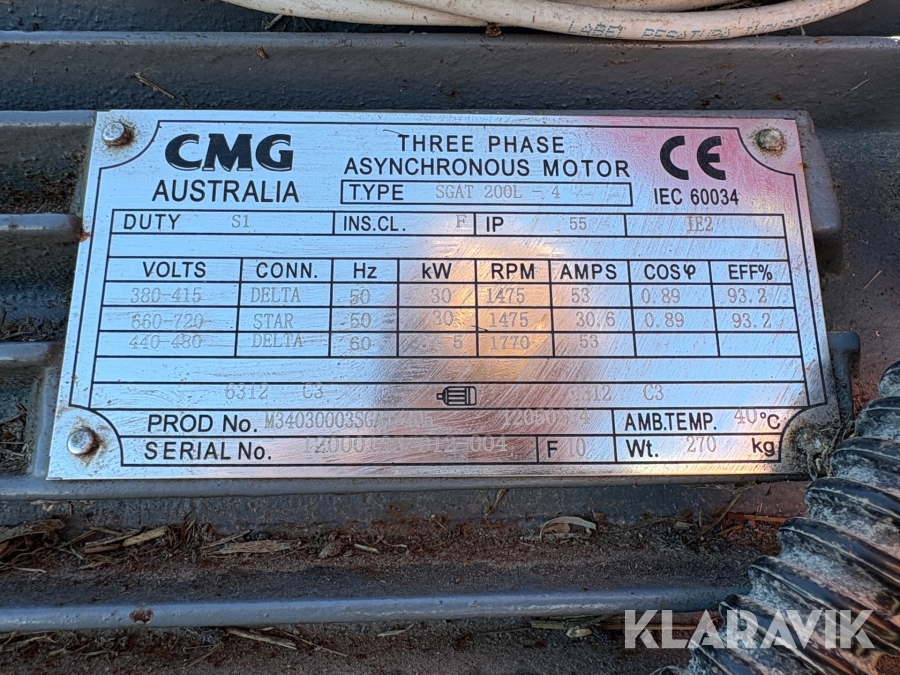 LABEL PESATURA
CMG
AUSTRALIA
THREE PHASE
ASYNCHRONOUS MOTOR
TYPE SGAT 200L - 4
CE
IEC 60034
DUTY S1 INS.CL. F IP 55 IE2
VOLTS CONN. Hz kW RPM AMPS COSφ EFF%
380-415 DELTA 50 30 1475 53 0.89 93.2
660-720 STAR 50 30 1475 30.6 0.89 93.2
440-480 DELTA 60 1770 53
6312 C3 6312 C3
PROD No. AMB.TEMP. 40 °C
SERIAL No. F 10 Wt. 270 kg
KLARAVIK